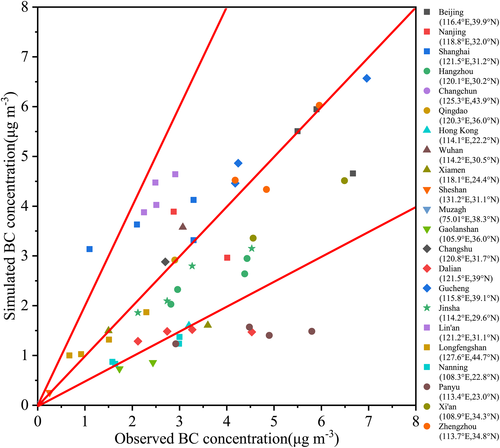 Simulated BC concentration(μg m-3)
8
7
6
5
4
3
2
1
0
0 1 2 3 4 5 6 7 8
Observed BC concentration(μg m-3)
Beijing
(116.4°E,39.9°N)
Nanjing
(118.8°E,32.0°N)
Shanghai
(121.5°E,31.2°N)
Hangzhou
(120.1°E,30.2°N)
Changchun
(125.3°E,43.9°N)
Qingdao
(120.3°E,36.0°N)
Hong Kong
(114.1°E,22.2°N)
Wuhan
(114.2°E,30.5°N)
Xiamen
(118.1°E,24.4°N)
Sheshan
(131.2°E,31.1°N)
Muzagh
(75.01°E,38.3°N)
Gaolanshan
(105.9°E,36.0°N)
Changshu
(120.8°E,31.7°N)
Dalian
(121.5°E,39°N)
Gucheng
(115.8°E,39.1°N)
Jinsha
(114.2°E,29.6°N)
Lin'an
(121.2°E,31.1°N)
Longfengshan
(127.6°E,44.7°N)
Nanning
(108.3°E,22.8°N)
Panyu
(113.4°E,23.0°N)
Xi'an
(108.9°E,34.3°N)
Zhengzhou
(113.7°E,34.8°N)